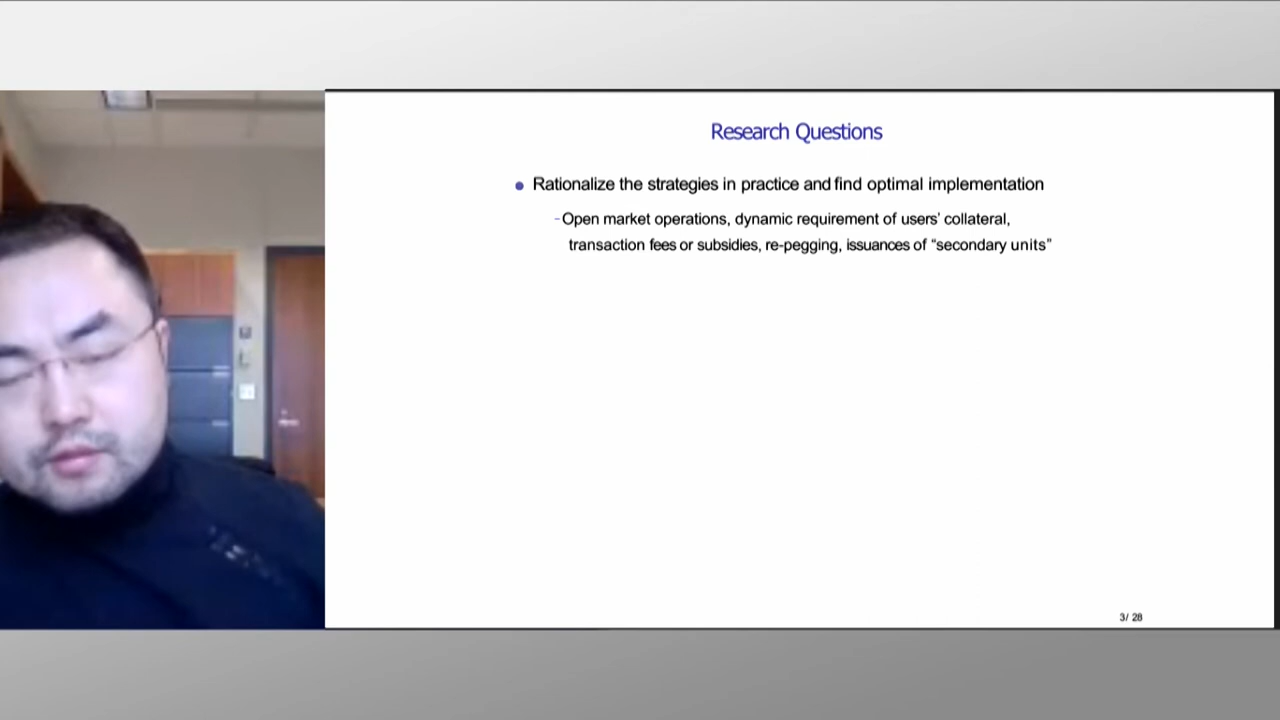 Research Questions
● Rationalize the strategies in practice and find optimal implementation
-Open market operations, dynamic requirement of users' collateral,
transaction fees or subsidies, re-pegging, issuances of “secondary units”
3/ 28